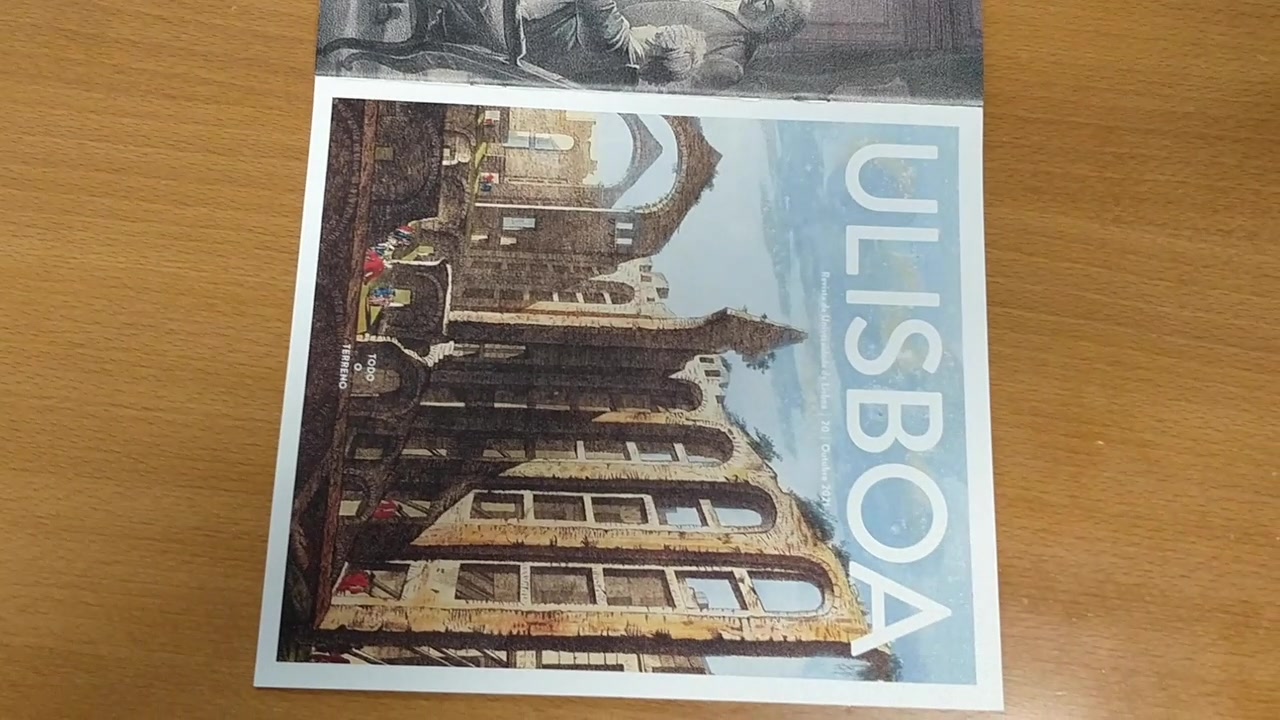 ULISBOA
Revista da Universidade de Lisboa | 20 | Outubro
TODO
O
TERRENO